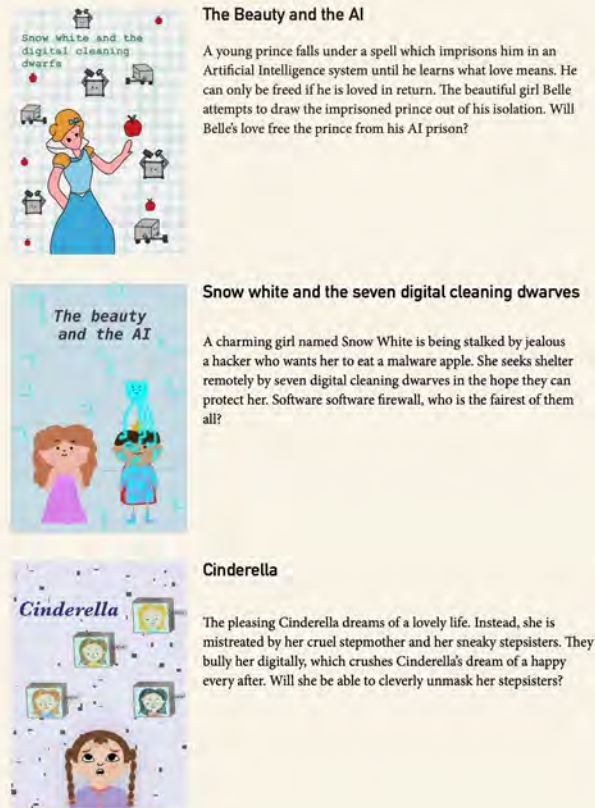 Snow white and the
digital cleaning
dwarfs
The Beauty and the AI
A young prince falls under a spell which imprisons him in an
Artificial Intelligence system until he learns what love means. He
can only be freed if he is loved in return. The beautiful girl Belle
attempts to draw the imprisoned prince out of his isolation. Will
Belle's love free the prince from his AI prison?
The beauty
and the AI
Snow white and the seven digital cleaning dwarves
A charming girl named Snow White is being stalked by jealous
a hacker who wants her to eat a malware apple. She seeks shelter
remotely by seven digital cleaning dwarves in the hope they can
protect her. Software software firewall, who is the fairest of them
all?
Cinderella
Cinderella
The pleasing Cinderella dreams of a lovely life. Instead, she is
mistreated by her cruel stepmother and her sneaky stepsisters. They
bully her digitally, which crushes Cinderella's dream of a happy
every after. Will she be able to cleverly unmask her stepsisters?